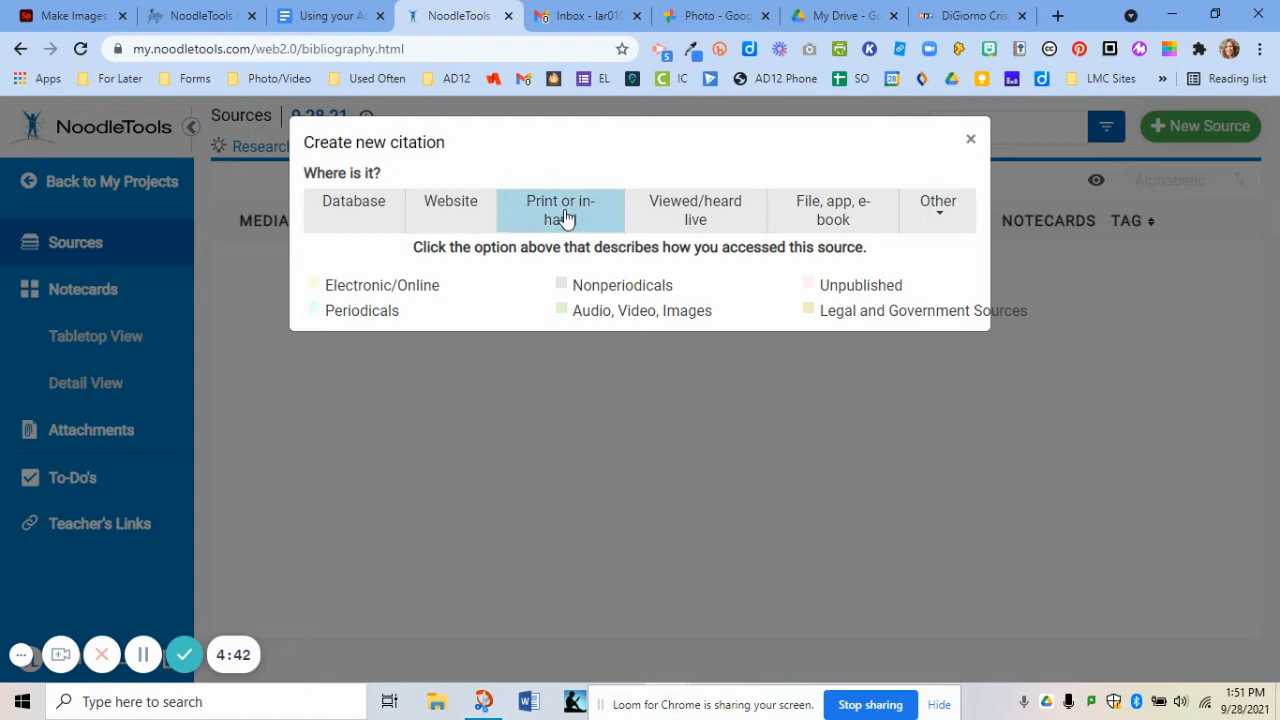 Make Images
NoodleTools H
Using your A
NoodleTools
Inbox - lar01
Photo - Goog
My Drive - Go
DiGiorno Cris
my.noodletools.com/web2.0/bibliography.html
Apps For Later Forms Photo/Video Used Often AD12 EL IC AD12 Phone SO LMC Sites » Reading list
NoodleTools
Sources 9.28.21
Research
New Source
Create new citation
Where is it?
Database
Website
Print or in-
Viewed/heard
live
File, app, e-
book
Other
Click the option above that describes how you accessed this source.
Electronic/Online
Nonperiodicals
Unpublished
Periodicals
Audio, Video, Images
Legal and Government Sources
Alphabetic
MEDIA
NOTECARDS TAG
Back to My Projects
Sources
Notecards
Tabletop View
Detail View
Attachments
To-Do's
Teacher's Links
4:42
Type here to search
Loom for Chrome is sharing your screen.
Stop sharing
Hide
1:51 PM
9/28/2021